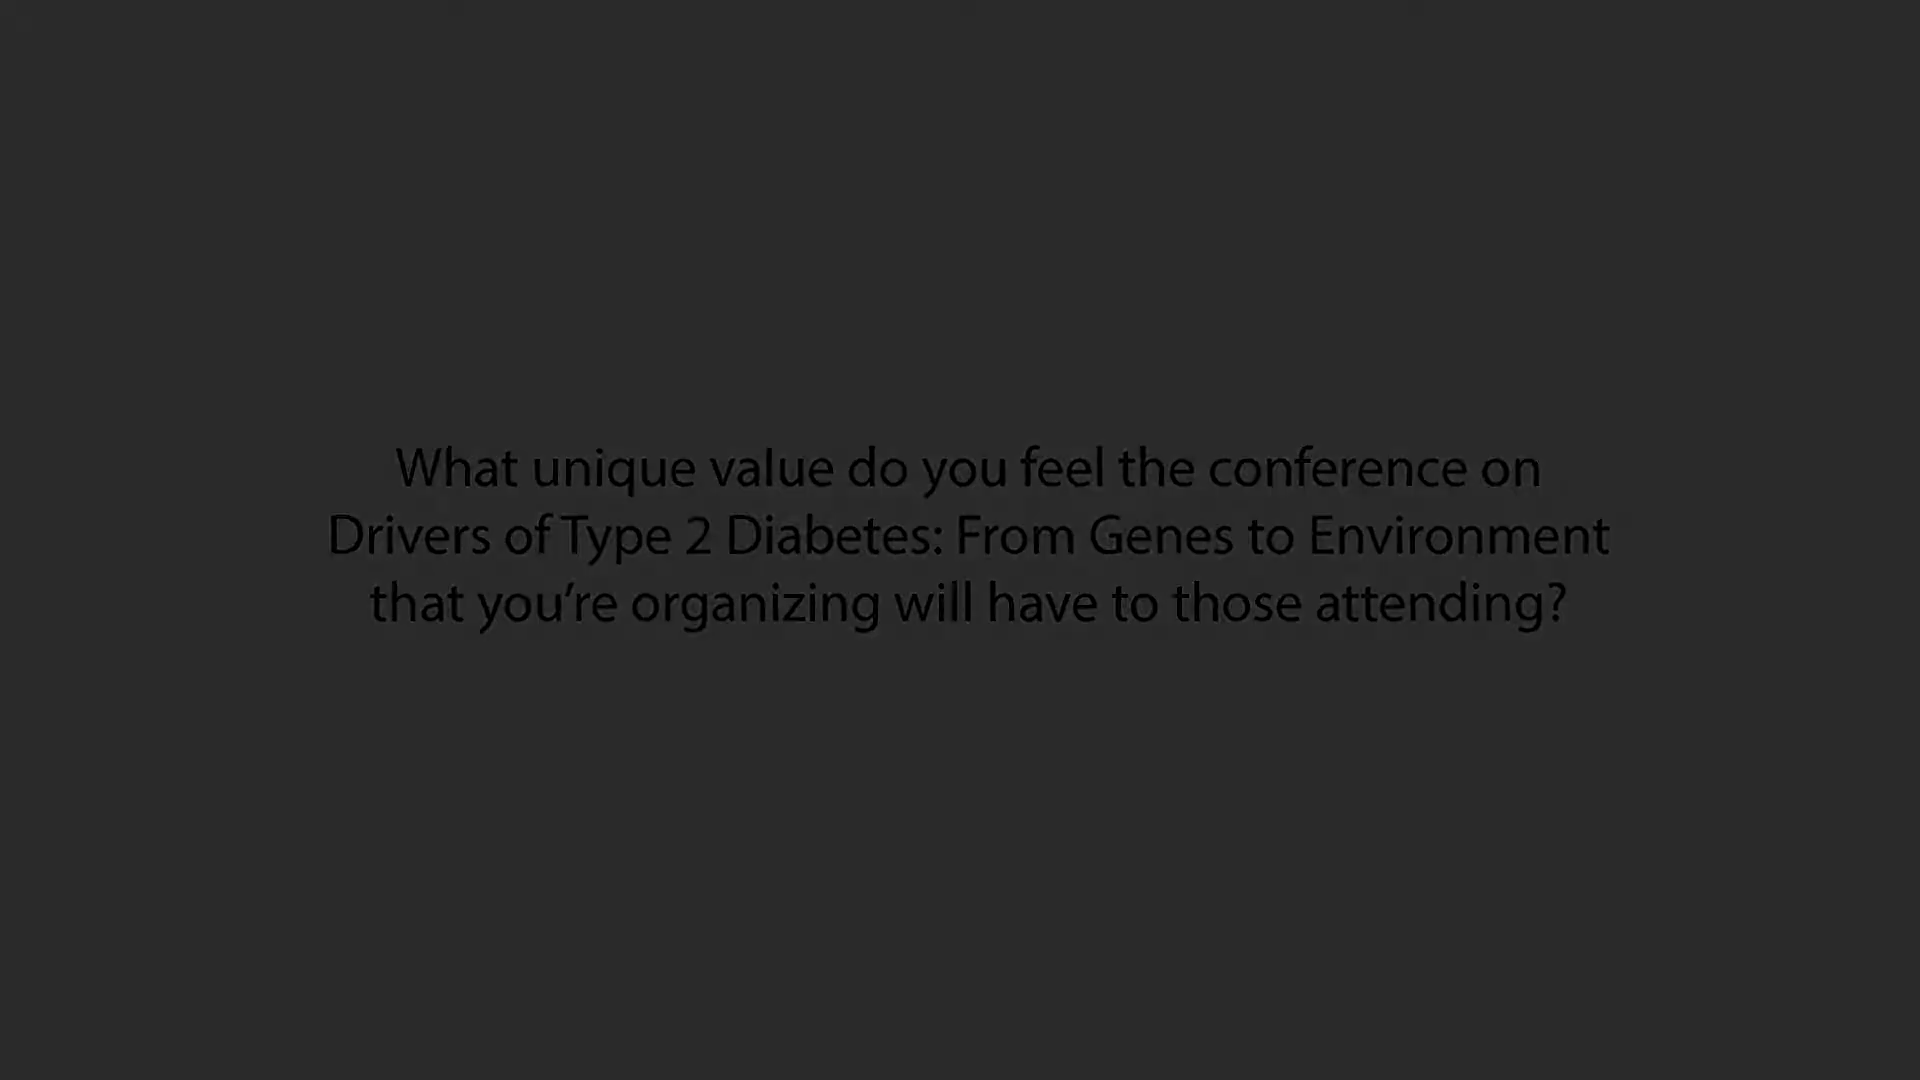 What unique value do you feel the conference on
Drivers of Type 2 Diabetes: From Genes to Environment
that you’re organizing will have to those attending?